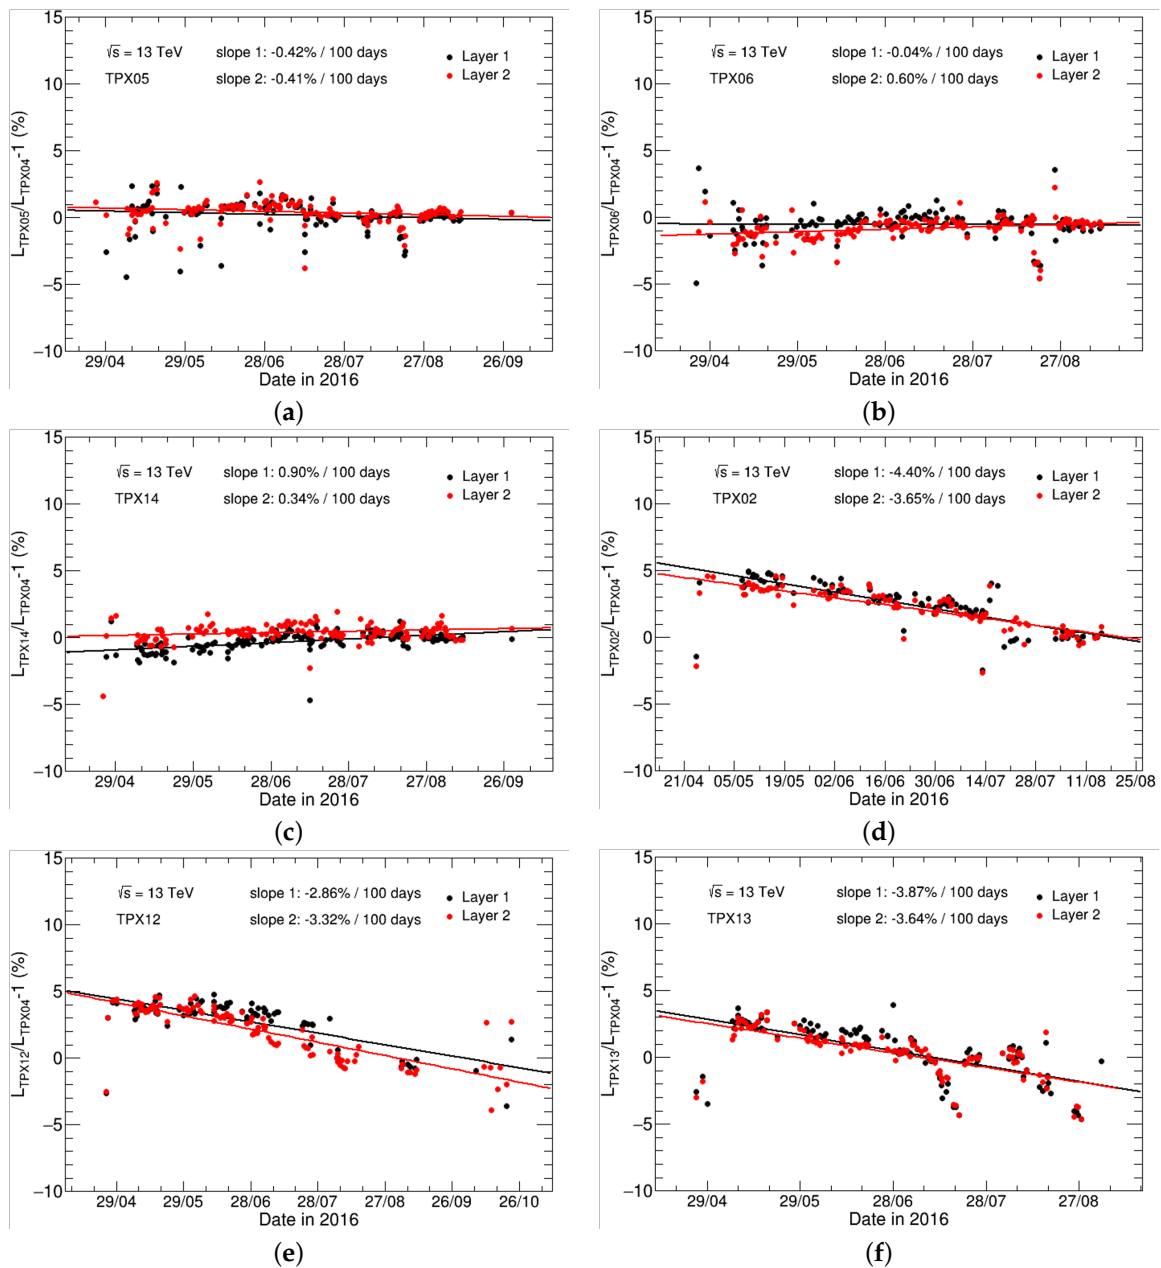 15
√s = 13 TeV slope 1: -0.42% / 100 days Layer 1
TPX05 slope 2: -0.41% / 100 days Layer 2
10
5
0
−5
−10
L_TPX05/L_TPX04-1 (%)
29/04 29/05 28/06 28/07 27/08 26/09
Date in 2016
(a)
15
√s = 13 TeV slope 1: -0.04% / 100 days Layer 1
TPX06 slope 2: 0.60% / 100 days Layer 2
10
5
0
−5
−10
L_TPX06/L_TPX04-1 (%)
29/04 29/05 28/06 28/07 27/08
Date in 2016
(b)
15
√s = 13 TeV slope 1: 0.90% / 100 days Layer 1
TPX14 slope 2: 0.34% / 100 days Layer 2
10
5
0
−5
−10
L_TPX14/L_TPX04-1 (%)
29/04 29/05 28/06 28/07 27/08 26/09
Date in 2016
(c)
15
√s = 13 TeV slope 1: -4.40% / 100 days Layer 1
TPX02 slope 2: -3.65% / 100 days Layer 2
10
5
0
−5
−10
L_TPX02/L_TPX04-1 (%)
21/04 05/05 19/05 02/06 16/06 30/06 14/07 28/07 11/08 25/08
Date in 2016
(d)
15
√s = 13 TeV slope 1: -2.86% / 100 days Layer 1
TPX12 slope 2: -3.32% / 100 days Layer 2
10
5
0
−5
−10
L_TPX12/L_TPX04-1 (%)
29/04 29/05 28/06 28/07 27/08 26/09 26/10
Date in 2016
(e)
15
√s = 13 TeV slope 1: -3.87% / 100 days Layer 1
TPX13 slope 2: -3.64% / 100 days Layer 2
10
5
0
−5
−10
L_TPX13/L_TPX04-1 (%)
29/04 29/05 28/06 28/07 27/08
Date in 2016
(f)